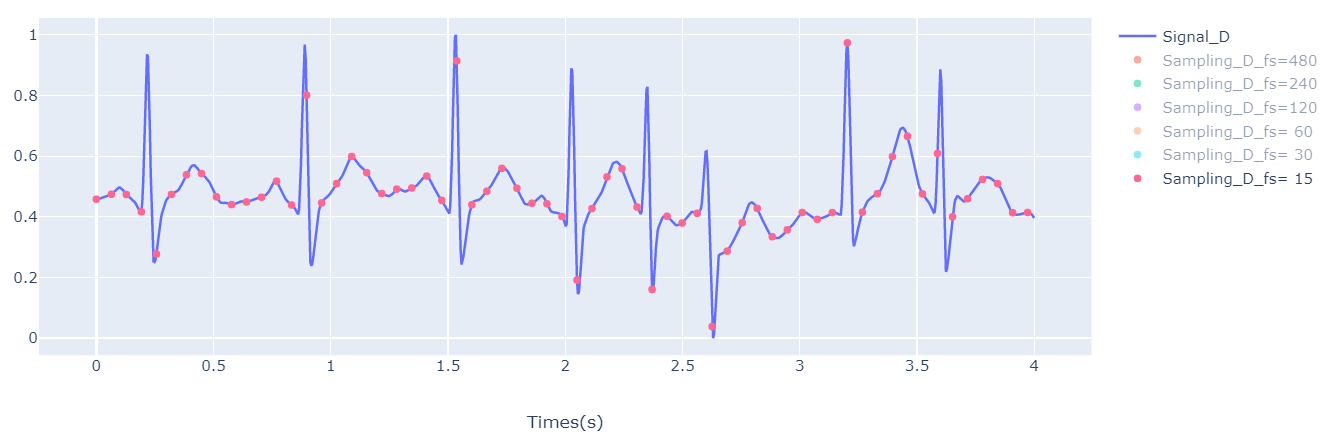 1
0.8
0.6
0.4
0.2
0
0 0.5 1 1.5 2 2.5 3 3.5 4
Times(s)
Signal_D
Sampling_D_fs=480
Sampling_D_fs=240
Sampling_D_fs=120
Sampling_D_fs= 60
Sampling_D_fs= 30
Sampling_D_fs= 15